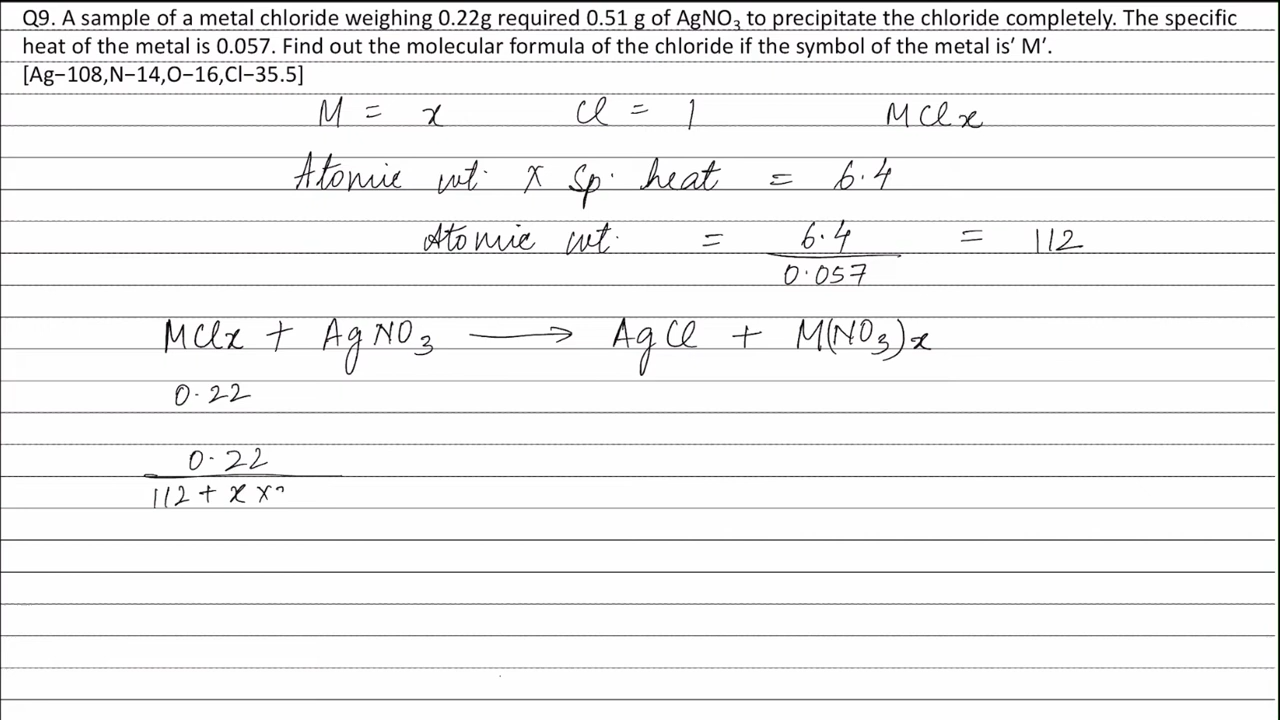 Q9. A sample of a metal chloride weighing 0.22g required 0.51 g of AgNO₃ to precipitate the chloride completely. The specific
heat of the metal is 0.057. Find out the molecular formula of the chloride if the symbol of the metal is’ M’.
[Ag−108,N−14,O−16,Cl−35.5]
M = x Cl = 1 MClx
Atomic wt. X Sp. heat = 6.4
Atomic wt. = 6.4 / 0.057 = 112
MClx + AgNO₃ ⟶ AgCl + M(NO₃)x
0.22
0.22
112 + x x